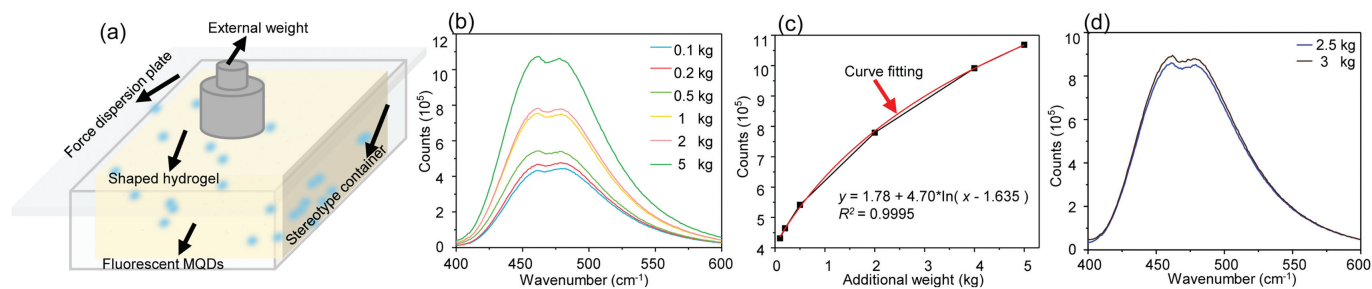 (a)
External weight
Force dispersion plate
Shaped hydrogel
Stereotype container
Fluorescent MQDs
(b)
12
10
8
6
4
2
0
Counts (10⁵)
0.1 kg
0.2 kg
0.5 kg
1 kg
2 kg
5 kg
400 450 500 550 600
Wavenumber (cm⁻¹)
(c)
11
10
9
8
7
6
5
4
Counts (10⁵)
Curve fitting
y = 1.78 + 4.70*ln( x - 1.635 )
R² = 0.9995
0 1 2 3 4 5
Additional weight (kg)
(d)
10
8
6
4
2
0
Counts (10⁵)
2.5 kg
3 kg
400 450 500 550 600
Wavenumber (cm⁻¹)